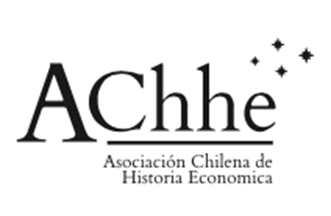 AChhe
Asociación Chilena de
Historia Economica